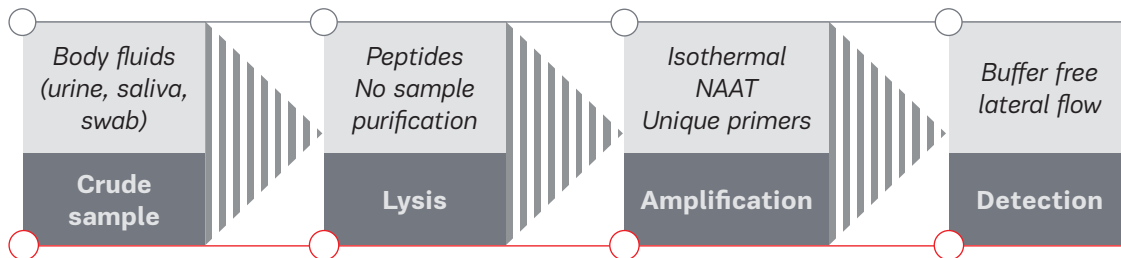 Body fluids
(urine, saliva,
swab)
Crude
sample
Peptides
No sample
purification
Lysis
Isothermal
NAAT
Unique primers
Amplification
Buffer free
lateral flow
Detection